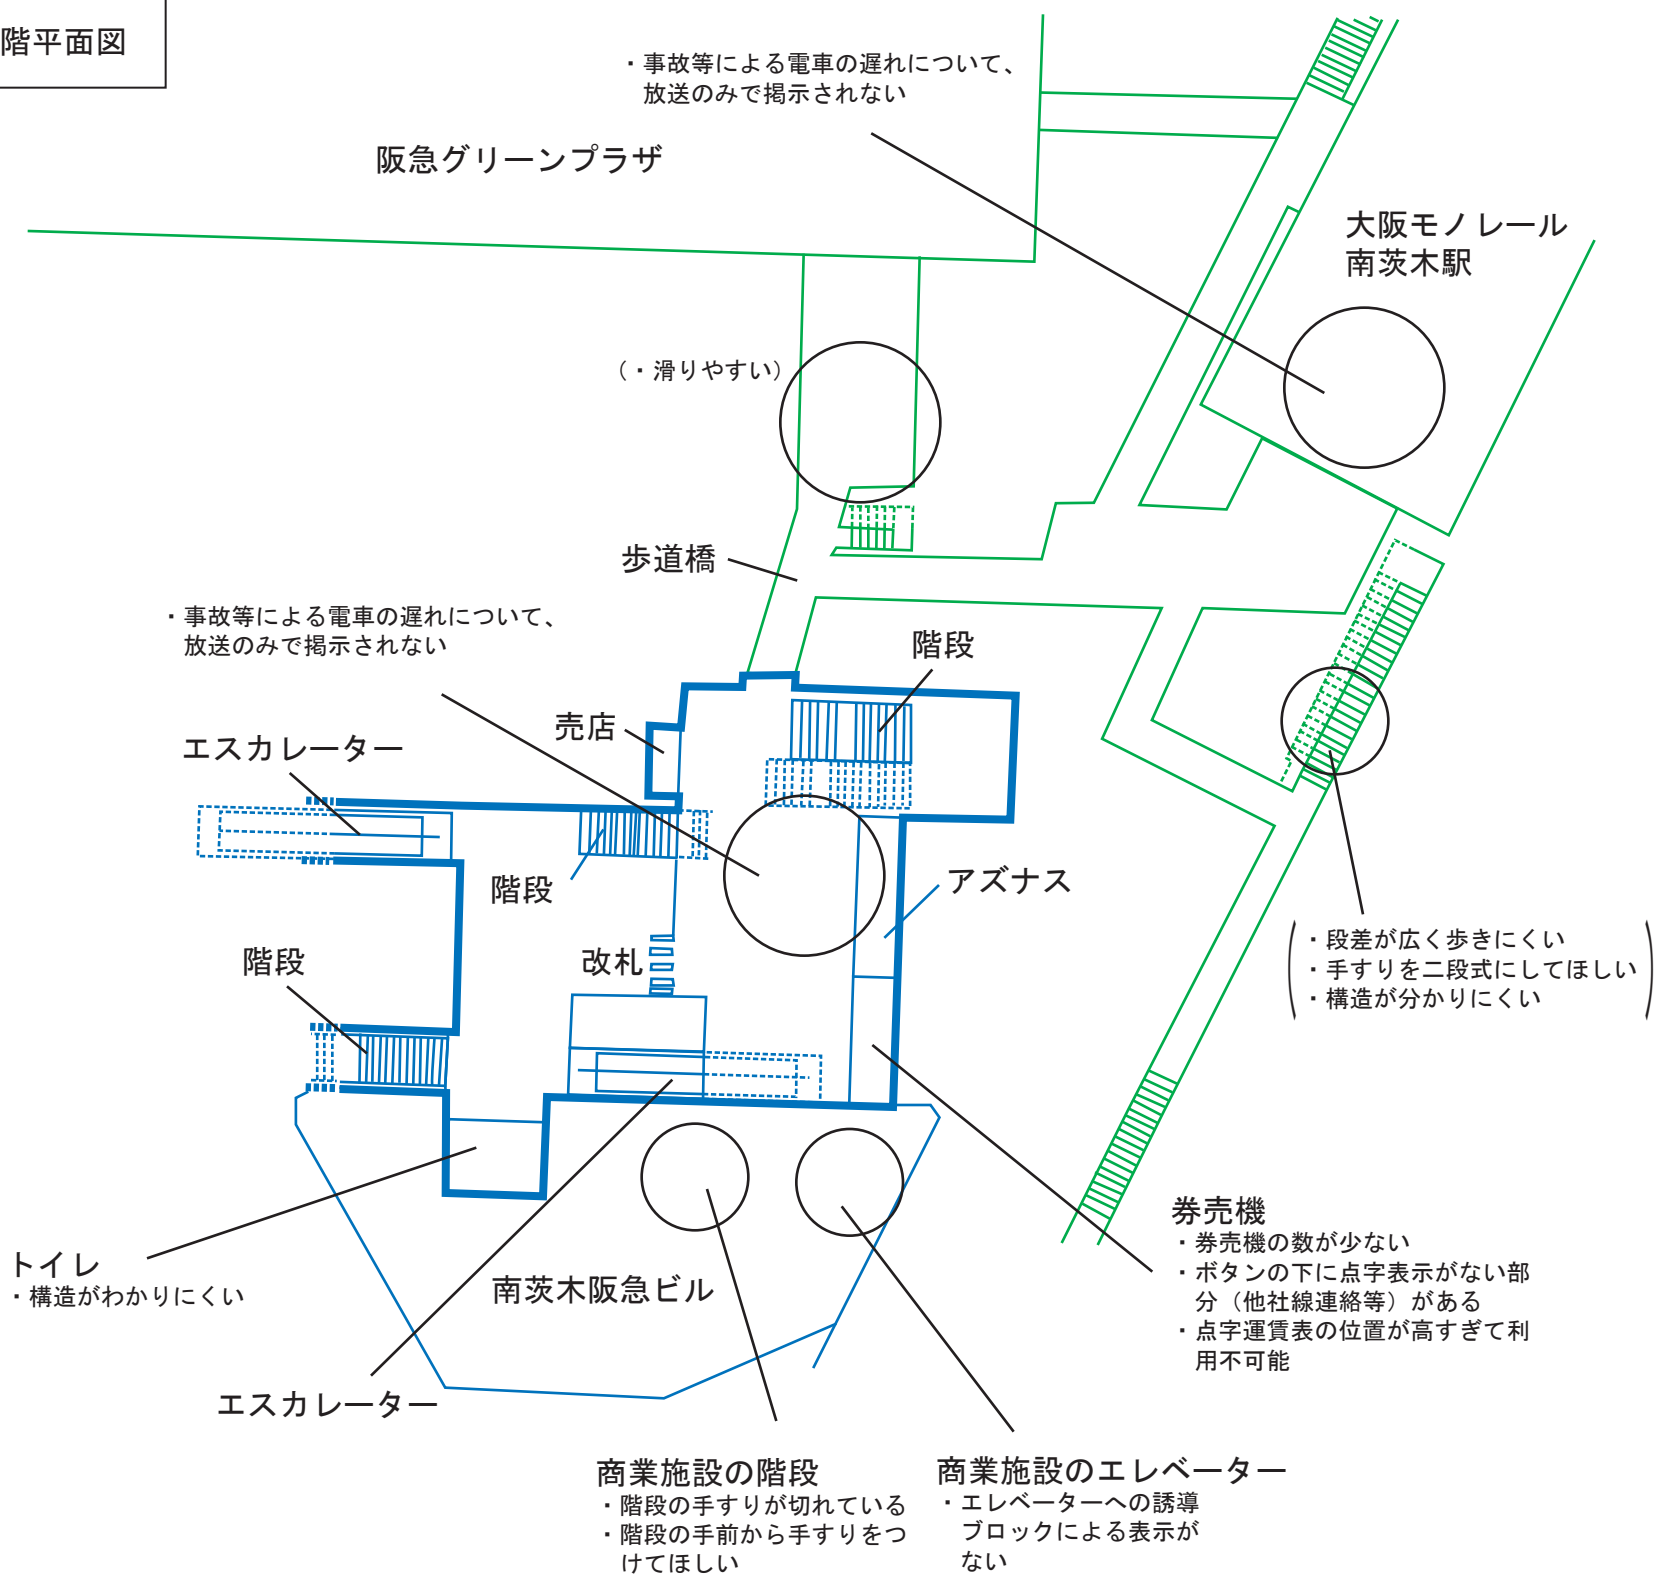 階平面図
・事故等による電車の遅れについて、
放送のみで掲示されない
阪急グリーンプラザ
大阪モノレール
南茨木駅
（・滑りやすい）
歩道橋
・事故等による電車の遅れについて、
放送のみで掲示されない
階段
売店
エスカレーター
階段
アズナス
改札
階段
・段差が広く歩きにくい
・手すりを二段式にしてほしい
・構造が分かりにくい
券売機
・券売機の数が少ない
・ボタンの下に点字表示がない部
分（他社線連絡等）がある
・点字運賃表の位置が高すぎて利
用不可能
トイレ
・構造がわかりにくい
南茨木阪急ビル
エスカレーター
商業施設の階段
・階段の手すりが切れている
・階段の手前から手すりをつ
けてほしい
商業施設のエレベーター
・エレベーターへの誘導
ブロックによる表示が
ない